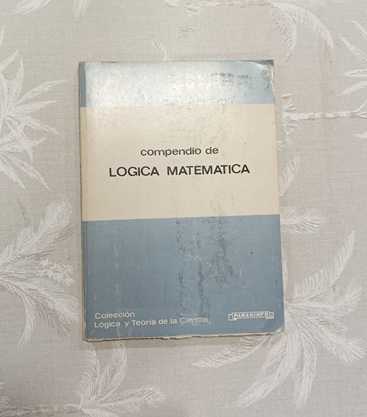 compendio de
LOGICA MATEMATICA
Colección
Lógica y Teoría de la Ciencia
PARANINFO